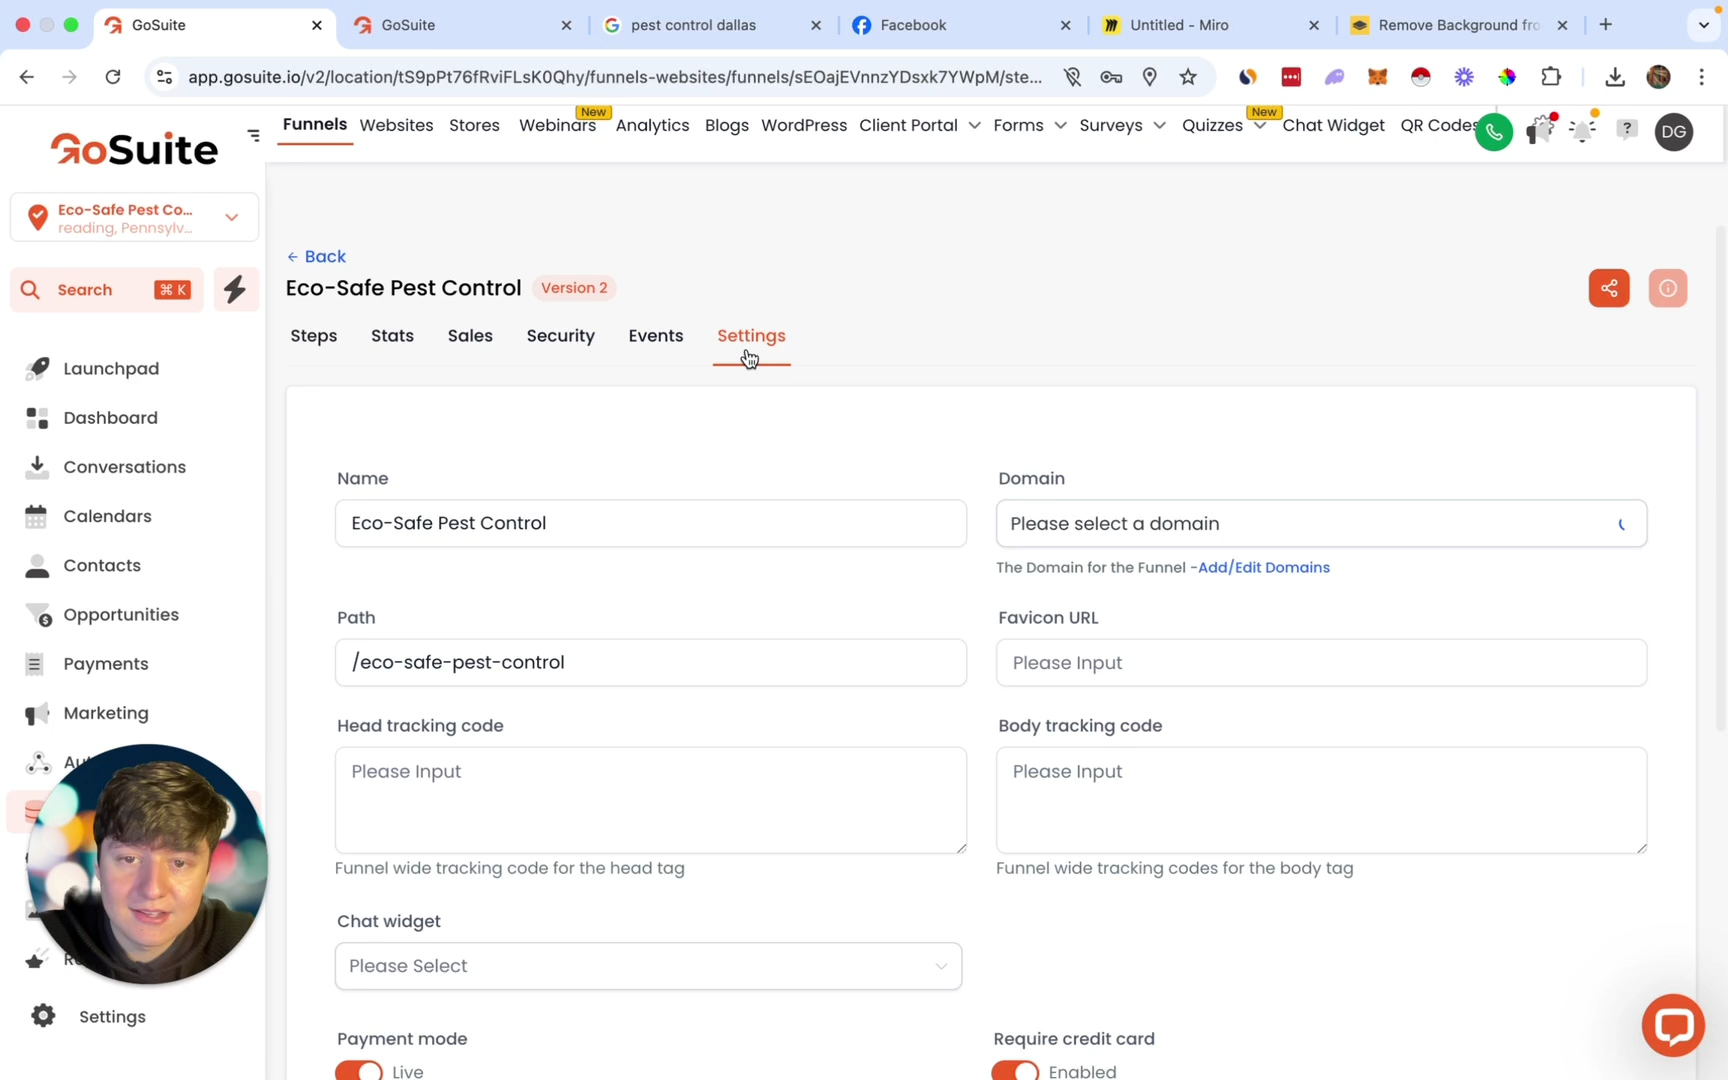 GoSuite
GoSuite
pest control dallas
Facebook
Untitled - Miro
Remove Background fro
app.gosuite.io/v2/location/tS9pPt76fRviFLsK0Qhy/funnels-websites/funnels/sEOajEVnnzYDsxk7YWpM/ste...
GoSuite
Funnels
Websites
Stores
Webinars
New
Analytics
Blogs
WordPress
Client Portal
Forms
Surveys
Quizzes
New
Chat Widget
QR Codes
DG
Eco-Safe Pest Co...
reading, Pennsylv...
Search
⌘ K
Launchpad
Dashboard
Conversations
Calendars
Contacts
Opportunities
Payments
Marketing
Settings
← Back
Eco-Safe Pest Control
Version 2
Steps
Stats
Sales
Security
Events
Settings
Name
Eco-Safe Pest Control
Domain
Please select a domain
The Domain for the Funnel -Add/Edit Domains
Path
/eco-safe-pest-control
Favicon URL
Please Input
Head tracking code
Please Input
Funnel wide tracking code for the head tag
Body tracking code
Please Input
Funnel wide tracking codes for the body tag
Chat widget
Please Select
Payment mode
Live
Require credit card
Enabled